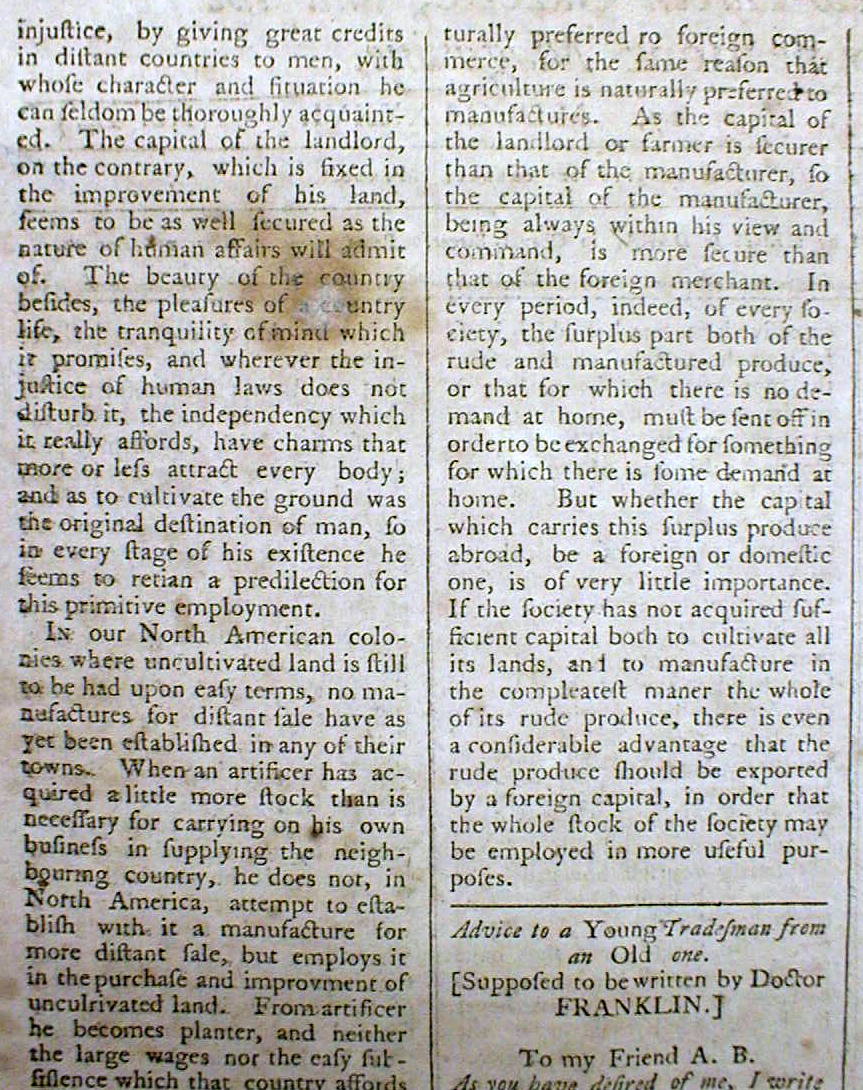 injuſtice, by giving great credits
in diſtant countries to men, with
whoſe character and ſituation he
can ſeldom be thoroughly acquaint-
ed. The capital of the landlord,
on the contrary, which is fixed in
the improvement of his land,
ſeems to be as well ſecured as the
nature of human affairs will admit
of. The beauty of the country
beſides, the pleaſures of a country
life, the tranquility of mind which
it promiſes, and wherever the in-
juſtice of human laws does not
diſturb it, the independency which
it really affords, have charms that
more or leſs attract every body;
and as to cultivate the ground was
the original deſtination of man, ſo
in every ſtage of his exiſtence he
ſeems to retian a predilection for
this primitive employment.
In our North American colo-
nies where uncultivated land is ſtill
to be had upon eaſy terms, no ma-
nufactures for diſtant ſale have as
yet been eſtabliſhed in any of their
towns. When an artificer has ac-
quired a little more ſtock than is
neceſſary for carrying on his own
buſineſs in ſupplying the neigh-
bouring country, he does not, in
North America, attempt to eſta-
bliſh with it a manufacture for
more diſtant ſale, but employs it
in the purchaſe and improvment of
unculrivated land. From artificer
he becomes planter, and neither
the large wages nor the eaſy ſub-
ſiſtence which that country affords
turally preferred ro foreign com-
merce, for the ſame reaſon that
agriculture is naturally preferred to
manufactures. As the capital of
the landlord or farmer is ſecurer
than that of the manufacturer, ſo
the capital of the manufacturer,
being always within his view and
command, is more ſecure than
that of the foreign merchant. In
every period, indeed, of every ſo-
ciety, the ſurplus part both of the
rude and manufactured produce,
or that for which there is no de-
mand at home, muſt be ſent off in
order to be exchanged for ſomething
for which there is ſome demand at
home. But whether the capital
which carries this ſurplus produce
abroad, be a foreign or domeſtic
one, is of very little importance.
If the ſociety has not acquired ſuf-
ficient capital both to cultivate all
its lands, and to manufacture in
the compleateſt maner the whole
of its rude produce, there is even
a conſiderable advantage that the
rude produce ſhould be exported
by a foreign capital, in order that
the whole ſtock of the ſociety may
be employed in more uſeful pur-
poſes.
Advice to a Young Tradeſman from
an Old one.
[Suppoſed to be written by Doctor
FRANKLIN.]
To my Friend A. B.
As you have deſired of me, I write